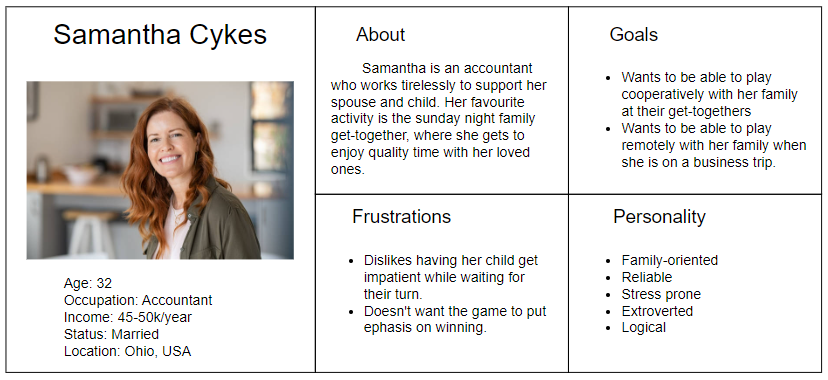 Samantha Cykes
Age: 32
Occupation: Accountant
Income: 45-50k/year
Status: Married
Location: Ohio, USA
About
Samantha is an accountant
who works tirelessly to support her
spouse and child. Her favourite
activity is the sunday night family
get-together, where she gets to
enjoy quality time with her loved
ones.
Goals
• Wants to be able to play
cooperatively with her family
at their get-togethers
• Wants to be able to play
remotely with her family when
she is on a business trip.
Frustrations
• Dislikes having her child get
impatient while waiting for
their turn.
• Doesn't want the game to put
ephasis on winning.
Personality
• Family-oriented
• Reliable
• Stress prone
• Extroverted
• Logical